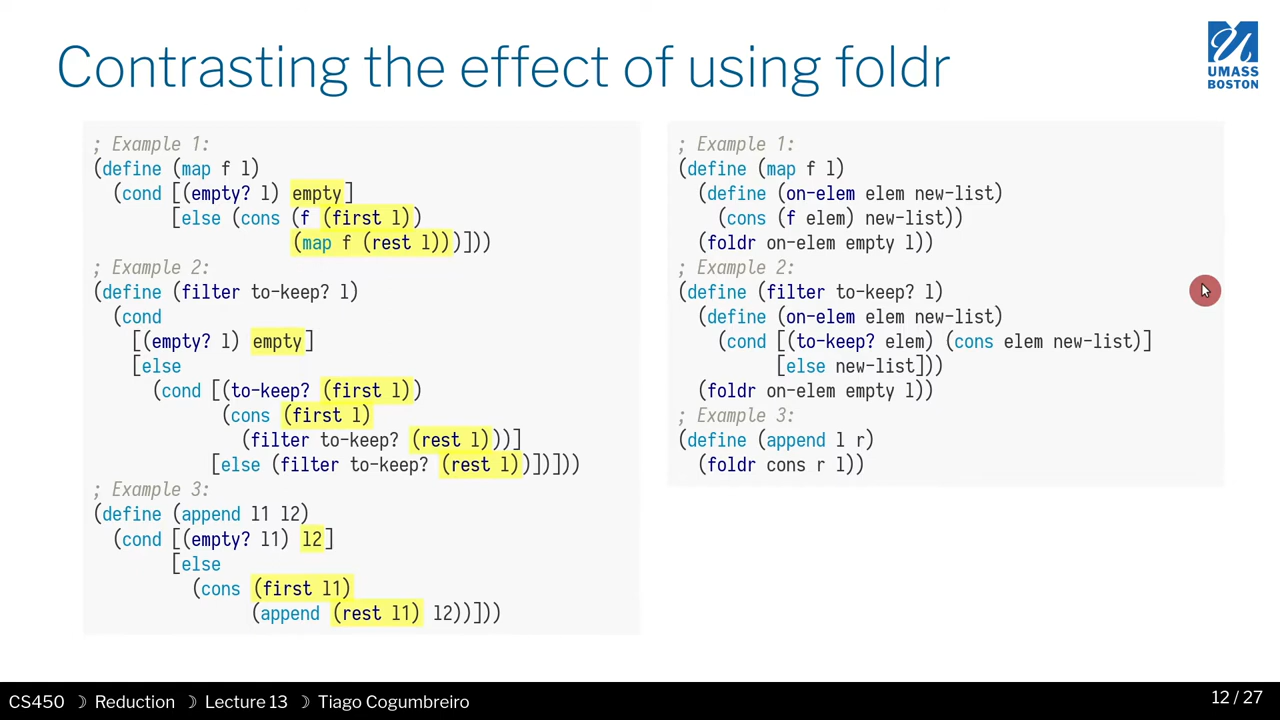 Contrasting the effect of using foldr
UMASS
BOSTON
; Example 1:
(define (map f l)
  (cond [(empty? l) empty]
        [else (cons (f (first l))
                    (map f (rest l)))]))
; Example 2:
(define (filter to-keep? l)
  (cond
    [(empty? l) empty]
    [else
      (cond [(to-keep? (first l))
             (cons (first l)
               (filter to-keep? (rest l)))]
            [else (filter to-keep? (rest l))])]))
; Example 3:
(define (append l1 l2)
  (cond [(empty? l1) l2]
        [else
          (cons (first l1)
                (append (rest l1) l2))]))
; Example 1:
(define (map f l)
  (define (on-elem elem new-list)
    (cons (f elem) new-list))
  (foldr on-elem empty l))
; Example 2:
(define (filter to-keep? l)
  (define (on-elem elem new-list)
    (cond [(to-keep? elem) (cons elem new-list)]
          [else new-list]))
  (foldr on-elem empty l))
; Example 3:
(define (append l r)
  (foldr cons r l))
CS450 ☽ Reduction ☽ Lecture 13 ☽ Tiago Cogumbreiro
12 / 27